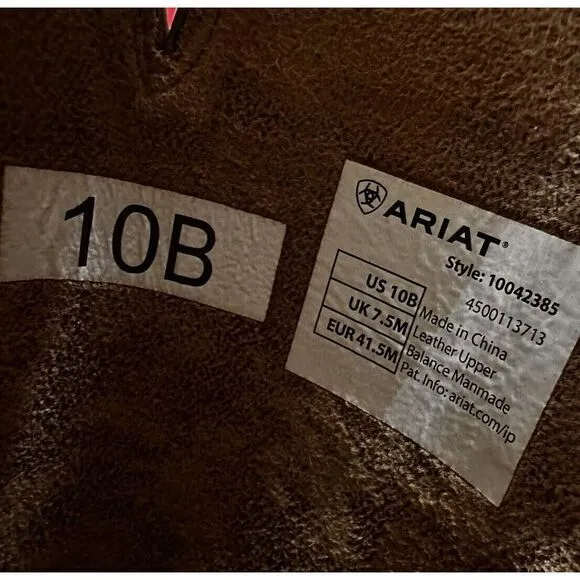 10B
ARIAT®
Style: 10042385
4500113713
US 10B
UK 7.5M
EUR 41.5M
Made in China
Leather Upper
Balance Manmade
Pat. Info: ariat.com/ip